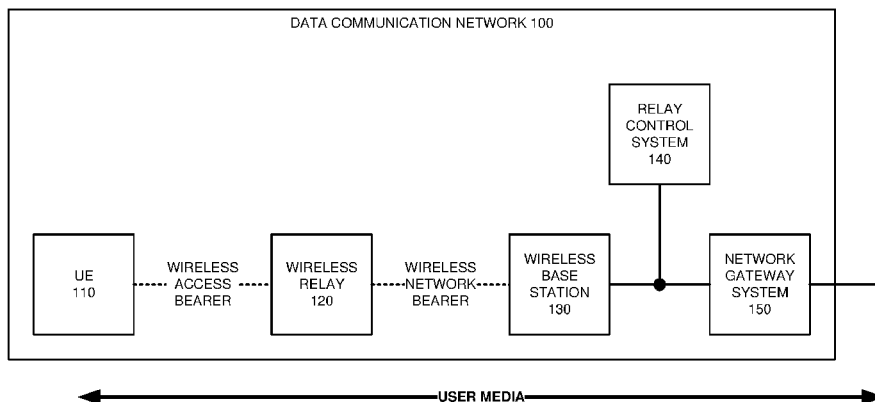 DATA COMMUNICATION NETWORK 100
RELAY
CONTROL
SYSTEM
140
UE
110
WIRELESS
ACCESS
BEARER
WIRELESS
RELAY
120
WIRELESS
NETWORK
BEARER
WIRELESS
BASE
STATION
130
NETWORK
GATEWAY
SYSTEM
150
USER MEDIA